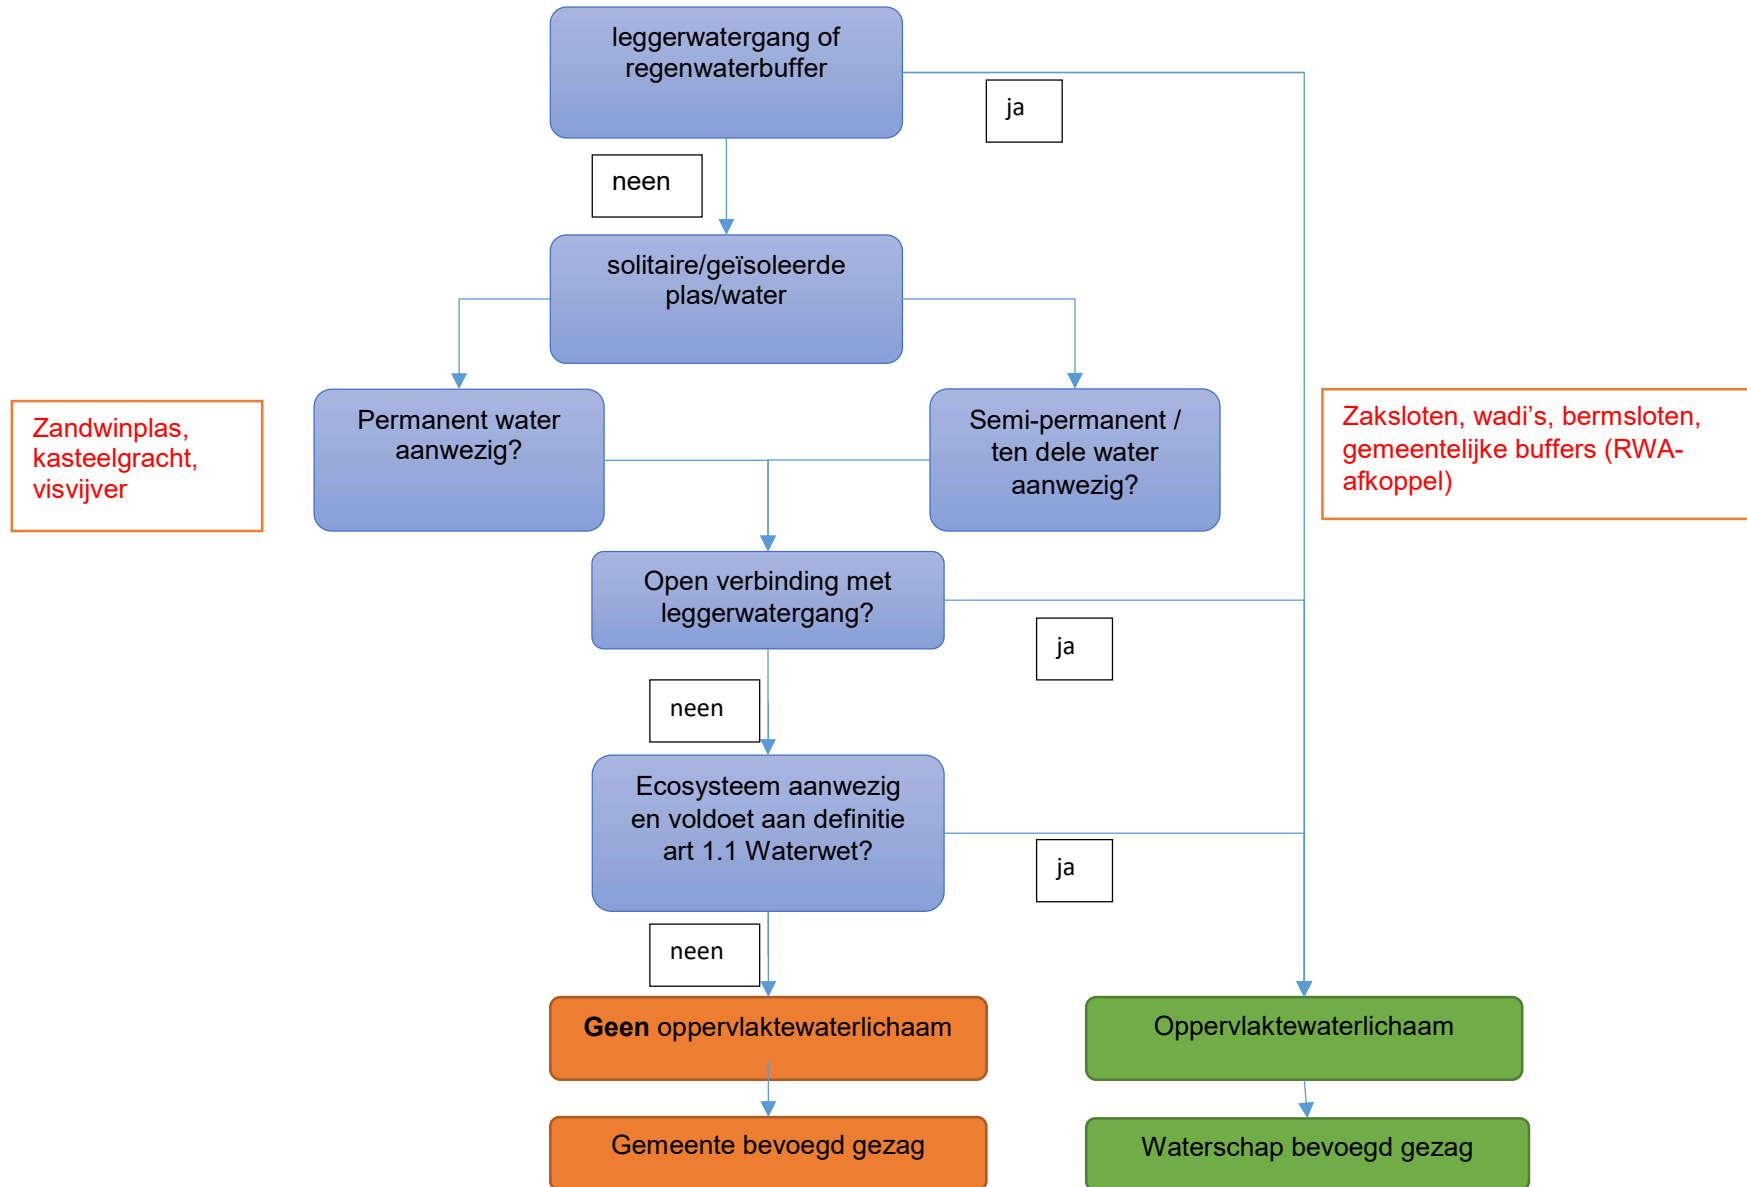 leggerwatergang of
regenwaterbuffer
ja
neen
solitaire/geïsoleerde
plas/water
Zandwinplas,
kasteelgracht,
visvijver
Permanent water
aanwezig?
Semi-permanent /
ten dele water
aanwezig?
Zaksloten, wadi's, bermsloten,
gemeentelijke buffers (RWA-
afkoppel)
Open verbinding met
leggerwatergang?
ja
neen
Ecosysteem aanwezig
en voldoet aan definitie
art 1.1 Waterwet?
ja
neen
Geen oppervlaktewaterlichaam
Oppervlaktewaterlichaam
Gemeente bevoegd gezag
Waterschap bevoegd gezag